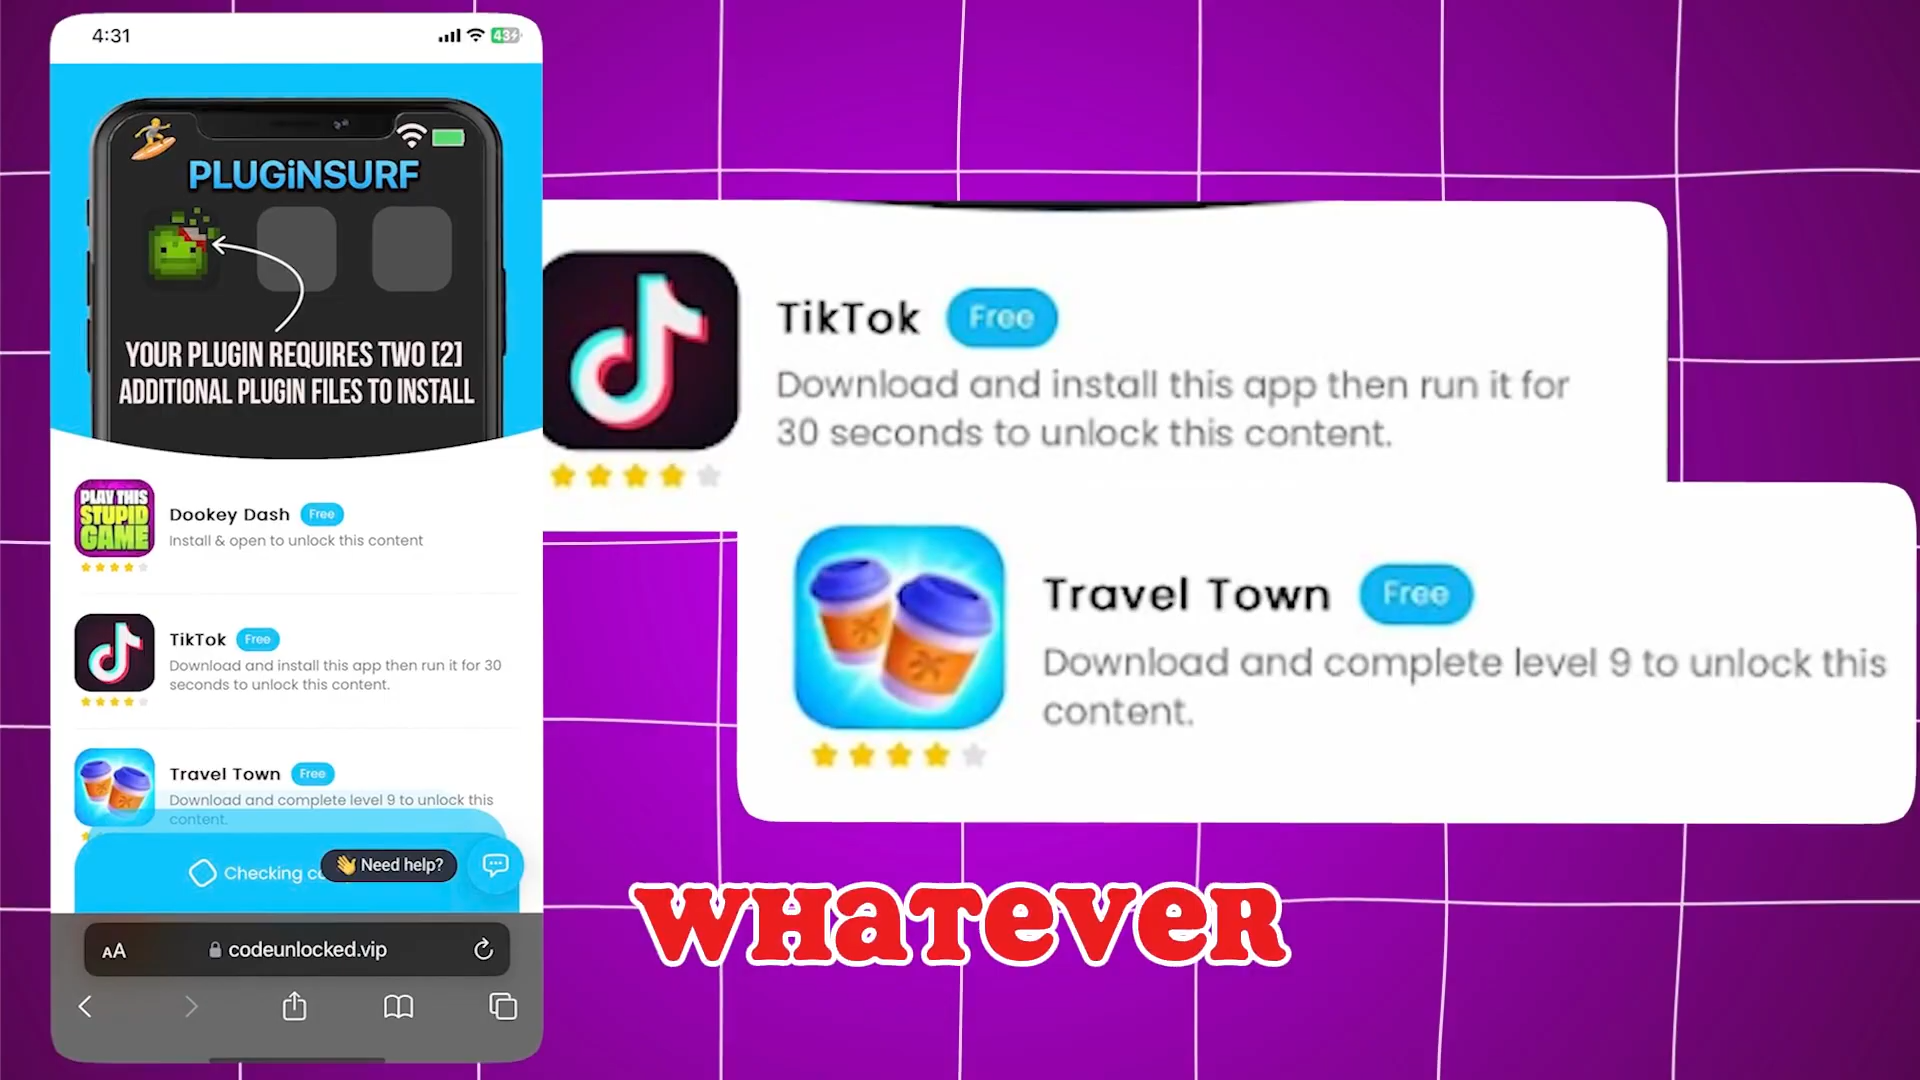 4:31
43
PLUGiNSURF
YOUR PLUGIN REQUIRES TWO [2]
ADDITIONAL PLUGIN FILES TO INSTALL
PLAY THIS
STUPID
GAME
Dookey Dash Free
Install & open to unlock this content
TikTok Free
Download and install this app then run it for 30
seconds to unlock this content.
Travel Town Free
Download and complete level 9 to unlock this
content.
Checking
👋 Need help?
AA codeunlocked.vip
TikTok Free
Download and install this app then run it for
30 seconds to unlock this content.
Travel Town Free
Download and complete level 9 to unlock this
content.
WHATEVER